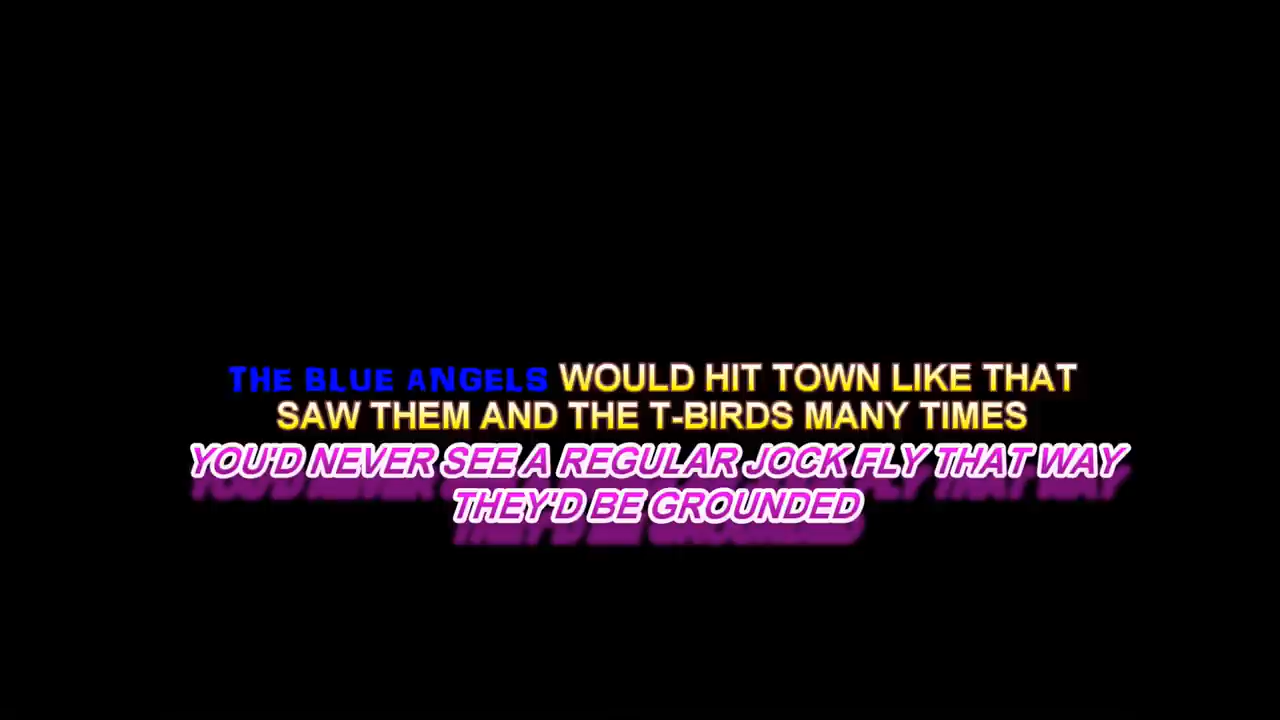 THE BLUE ANGELS WOULD HIT TOWN LIKE THAT
SAW THEM AND THE T-BIRDS MANY TIMES
YOU'D NEVER SEE A REGULAR JOCK FLY THAT WAY
THEY'D BE GROUNDED